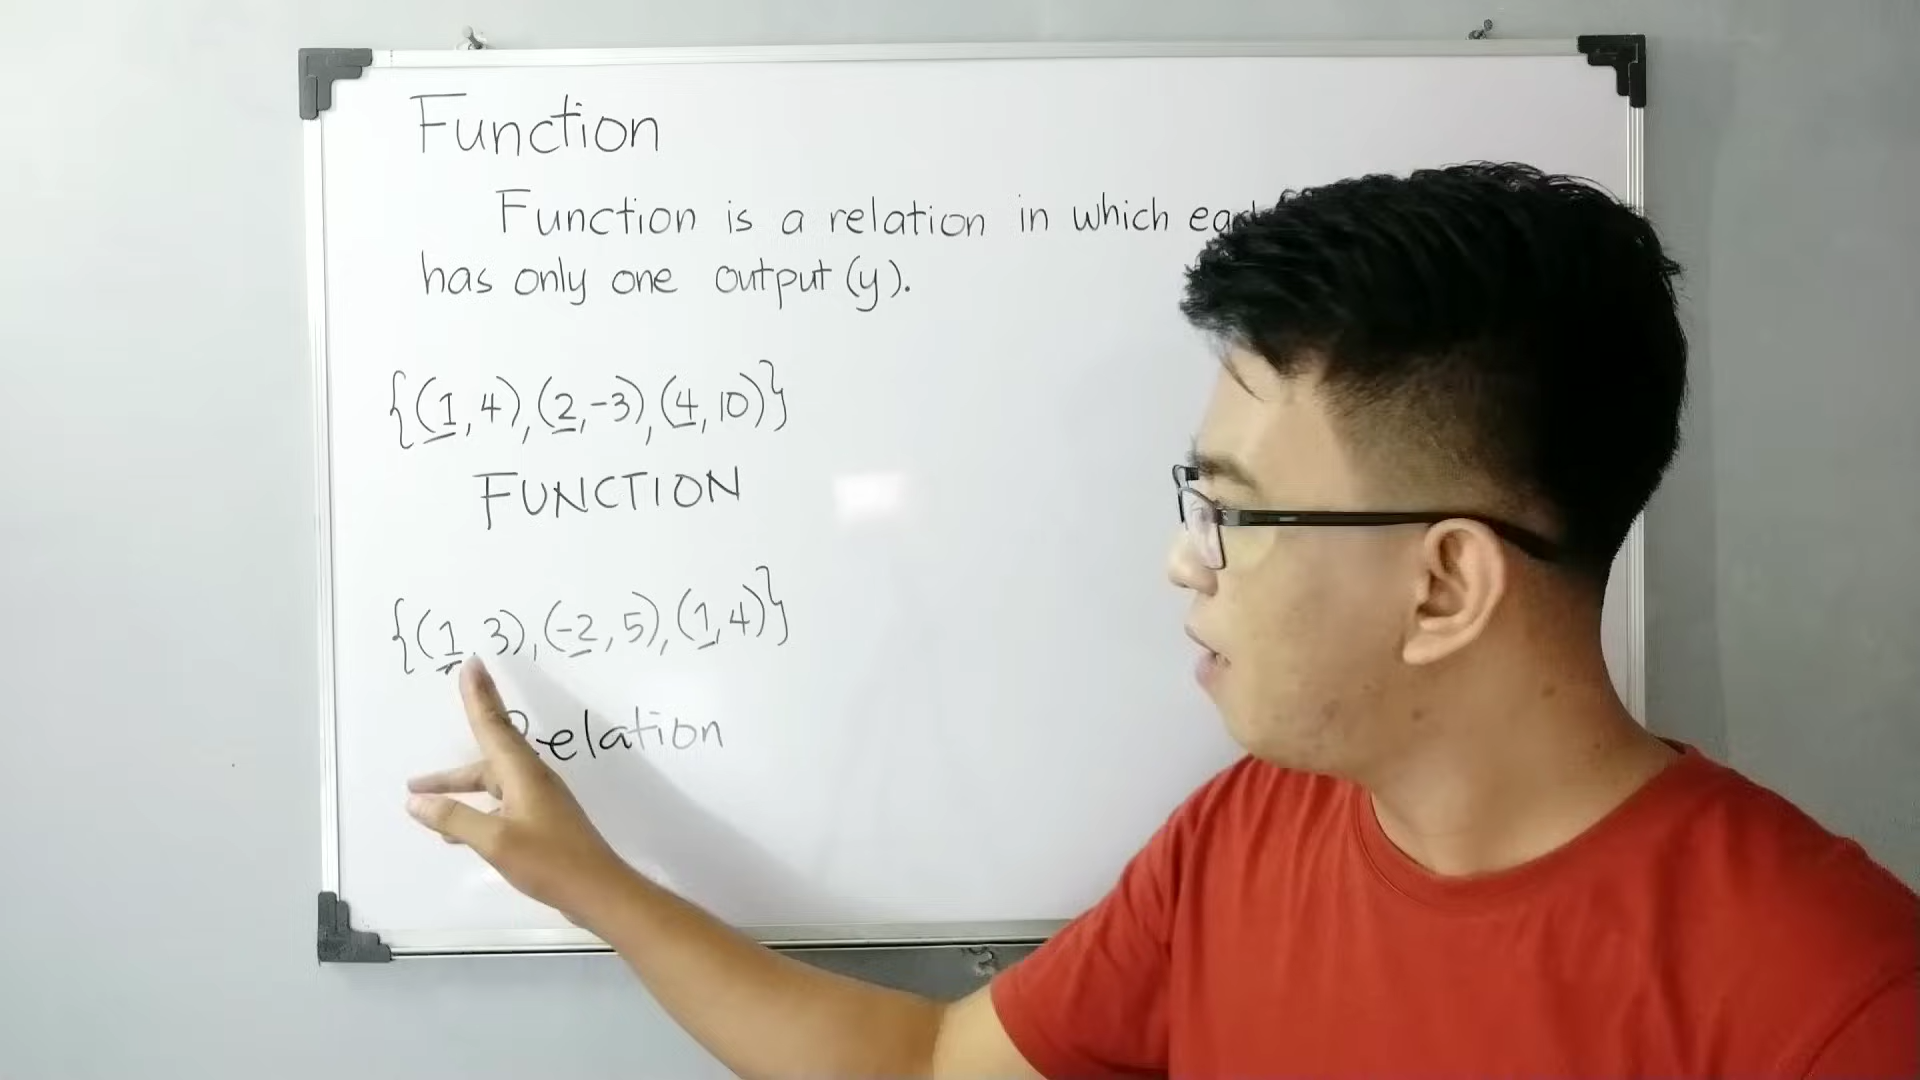 Function
Function is a relation in which
has only one output (y).
{(1, 4), (2, -3), (4, 10)}
FUNCTION
{(1, 3), (-2, 5), (1, 4)}
Relation